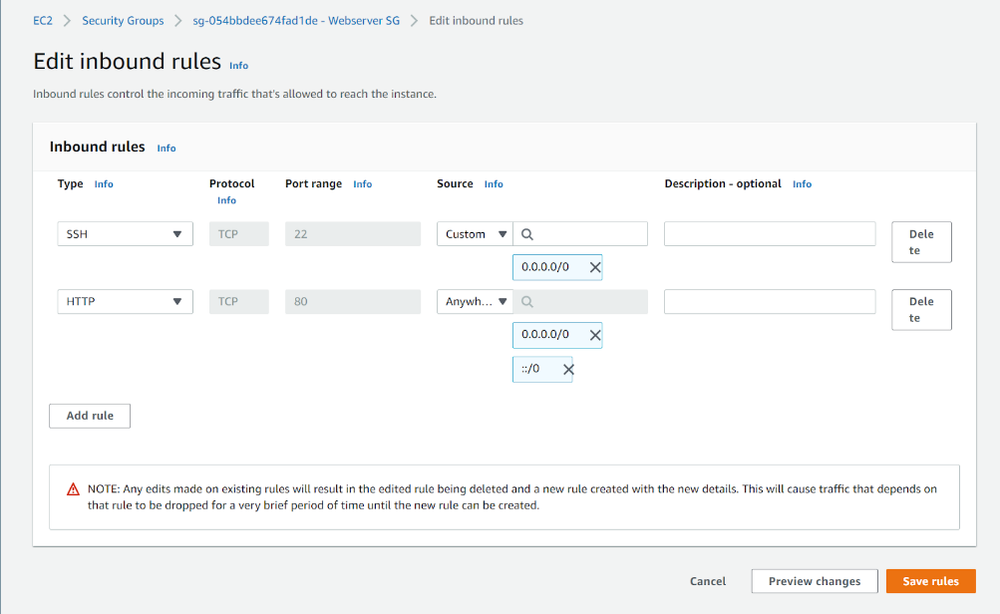 EC2 > Security Groups > sg-054bbdee674fad1de - Webserver SG > Edit inbound rules
Edit inbound rules Info
Inbound rules control the incoming traffic that's allowed to reach the instance.
Inbound rules Info
Type Info Protocol Info Port range Info Source Info Description - optional Info
SSH TCP 22 Custom Dele
te
0.0.0.0/0
HTTP TCP 80 Anywh... Dele
te
0.0.0.0/0
::/0
Add rule
NOTE: Any edits made on existing rules will result in the edited rule being deleted and a new rule created with the new details. This will cause traffic that depends on
that rule to be dropped for a very brief period of time until the new rule can be created.
Cancel Preview changes Save rules